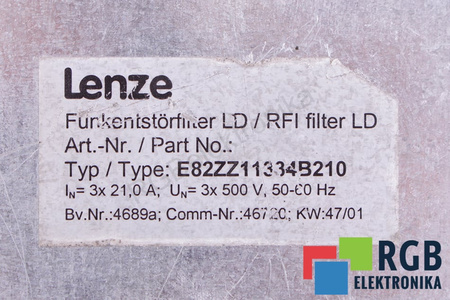 Lenze
Funkentstörfilter LD / RFI filter LD
Art.-Nr. / Part No.:
Typ / Type: E82ZZ11334B210
IN= 3x 21,0 A; UN= 3x 500 V, 50-60 Hz
Bv.Nr.:4689a; Comm-Nr.:46720; KW:47/01
RGB
ELEKTRONIKA